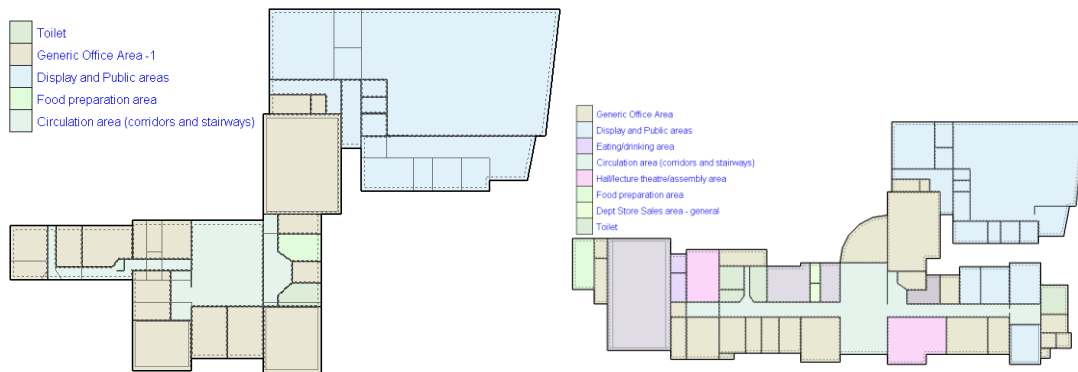 Toilet
Generic Office Area -1
Display and Public areas
Food preparation area
Circulation area (corridors and stairways)
Generic Office Area
Display and Public areas
Eating/drinking area
Circulation area (corridors and stairways)
Hall/lecture theatre/assembly area
Food preparation area
Dept Store Sales area - general
Toilet